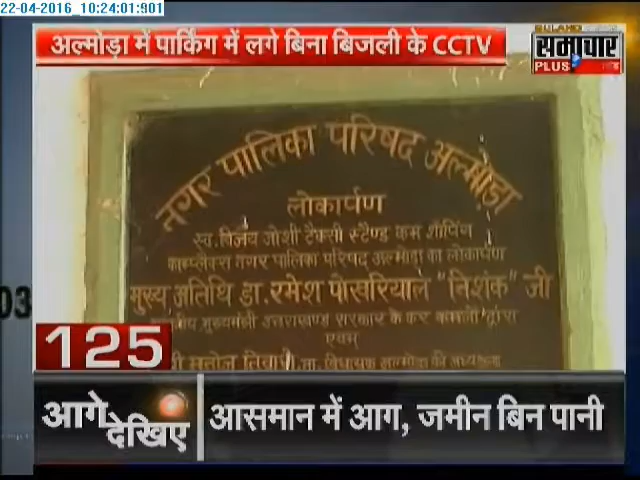 22-04-2016_10:24:01:901
अल्मोड़ा में पार्किंग में लगे बिना बिजली के CCTV
समाचार
PLUS
नगर पालिका परिषद अल्मोड़ा
लोकार्पण
स्व. विजय जोशी टैक्सी स्टैण्ड कम शॉपिंग
काम्प्लेक्स नगर पालिका परिषद अल्मोड़ा का लोकार्पण
मुख्य अतिथि डा. रमेश पोखरियाल "निशंक" जी
मुख्यमंत्री उत्तराखण्ड सरकार के कर कमलों द्वारा
एवम्
मनोज तिवारी मा. विधायक अल्मोड़ा की अध्यक्षता
03
125
आगे देखिए
आसमान में आग, जमीन बिन पानी